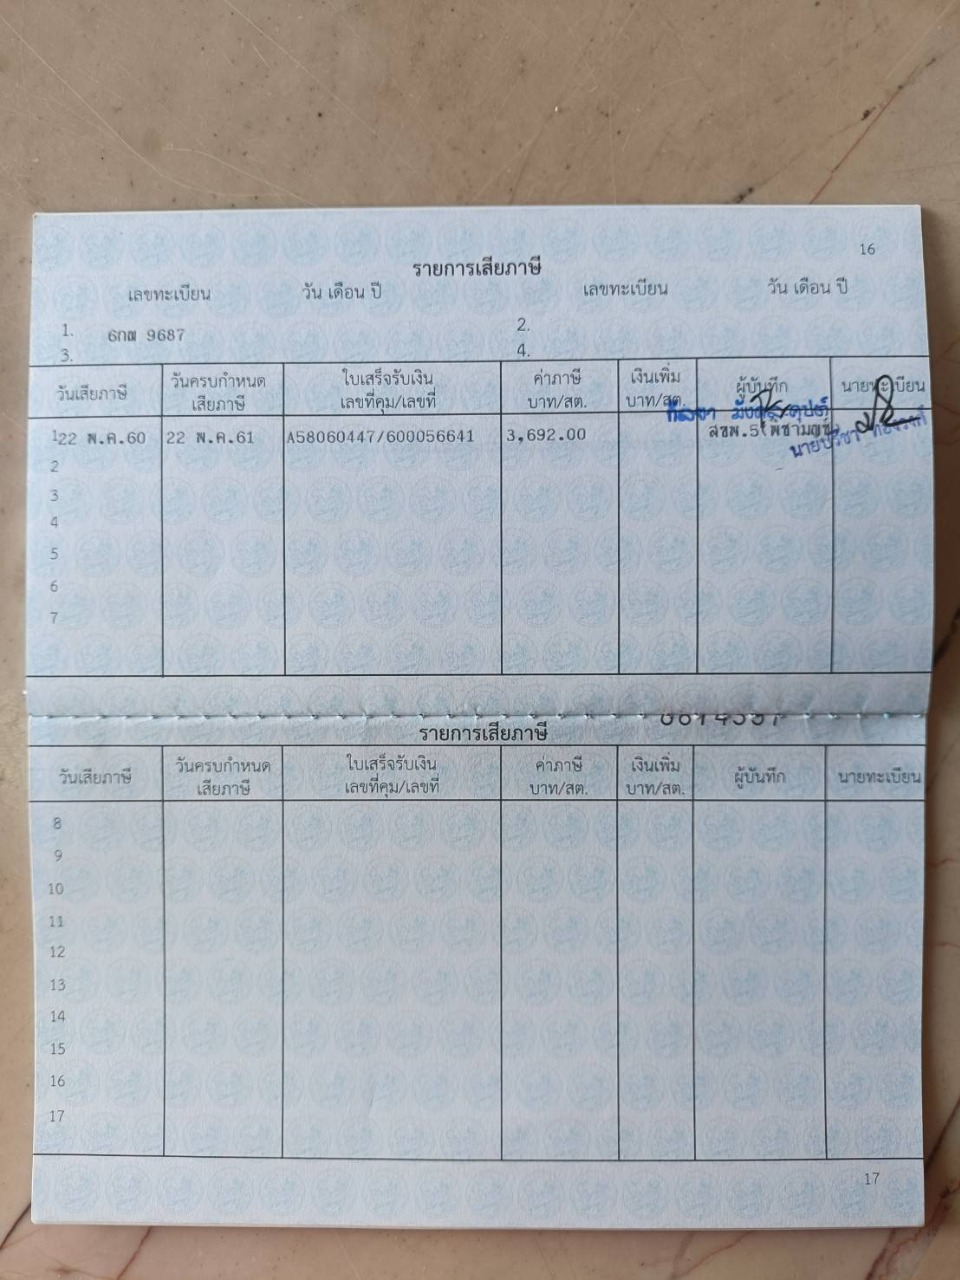 16
รายการเสียภาษี
เลขทะเบียน วัน เดือน ปี เลขทะเบียน วัน เดือน ปี
1. 6กฒ 9687 2.
3. 4.
วันเสียภาษี วันครบกำหนดเสียภาษี ใบเสร็จรับเงิน เลขที่คุม/เลขที่ ค่าภาษี บาท/สต. เงินเพิ่ม บาท/สต. ผู้บันทึก นายทะเบียน
1 22 พ.ค.60 22 พ.ค.61 A58060447/600056641 3,692.00 สขพ.5
นายปรีชา
2
3
4
5
6
7
รายการเสียภาษี
วันเสียภาษี วันครบกำหนดเสียภาษี ใบเสร็จรับเงิน เลขที่คุม/เลขที่ ค่าภาษี บาท/สต. เงินเพิ่ม บาท/สต. ผู้บันทึก นายทะเบียน
8
9
10
11
12
13
14
15
16
17
17